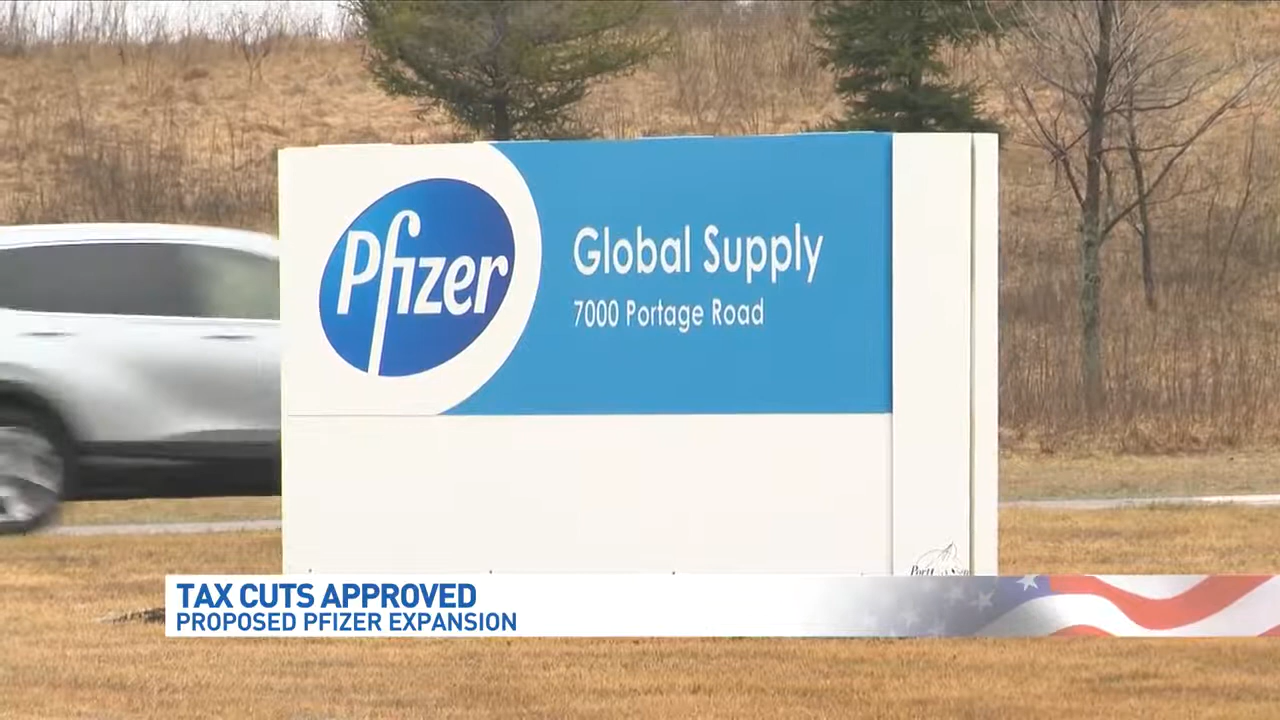 Pfizer
Global Supply
7000 Portage Road
TAX CUTS APPROVED
PROPOSED PFIZER EXPANSION